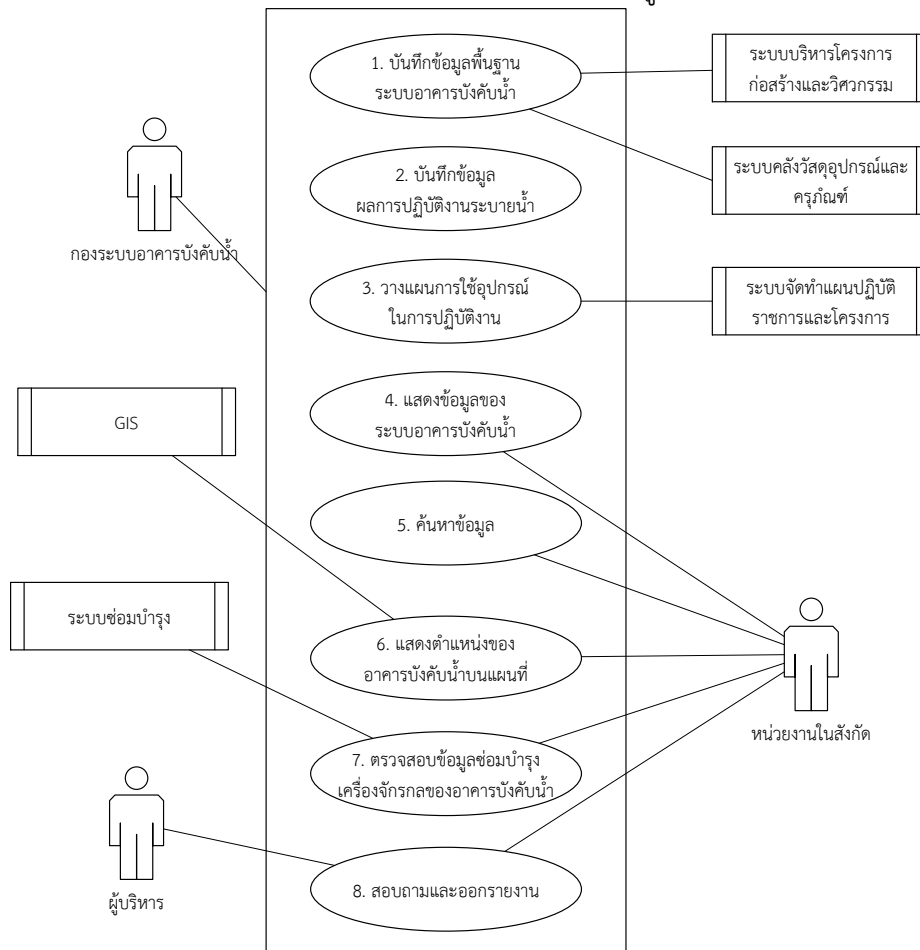 1. บันทึกข้อมูลพื้นฐาน
ระบบอาคารบังคับน้ำ
ระบบบริหารโครงการ
ก่อสร้างและวิศวกรรม
2. บันทึกข้อมูล
ผลการปฏิบัติงานระบายน้ำ
ระบบคลังวัสดุอุปกรณ์และ
ครุภัณฑ์
กองระบบอาคารบังคับน้ำ
3. วางแผนการใช้อุปกรณ์
ในการปฏิบัติงาน
ระบบจัดทำแผนปฏิบัติ
ราชการและโครงการ
4. แสดงข้อมูลของ
ระบบอาคารบังคับน้ำ
GIS
5. ค้นหาข้อมูล
ระบบซ่อมบำรุง
6. แสดงตำแหน่งของ
อาคารบังคับน้ำบนแผนที่
หน่วยงานในสังกัด
7. ตรวจสอบข้อมูลซ่อมบำรุง
เครื่องจักรกลของอาคารบังคับน้ำ
ผู้บริหาร
8. สอบถามและออกรายงาน